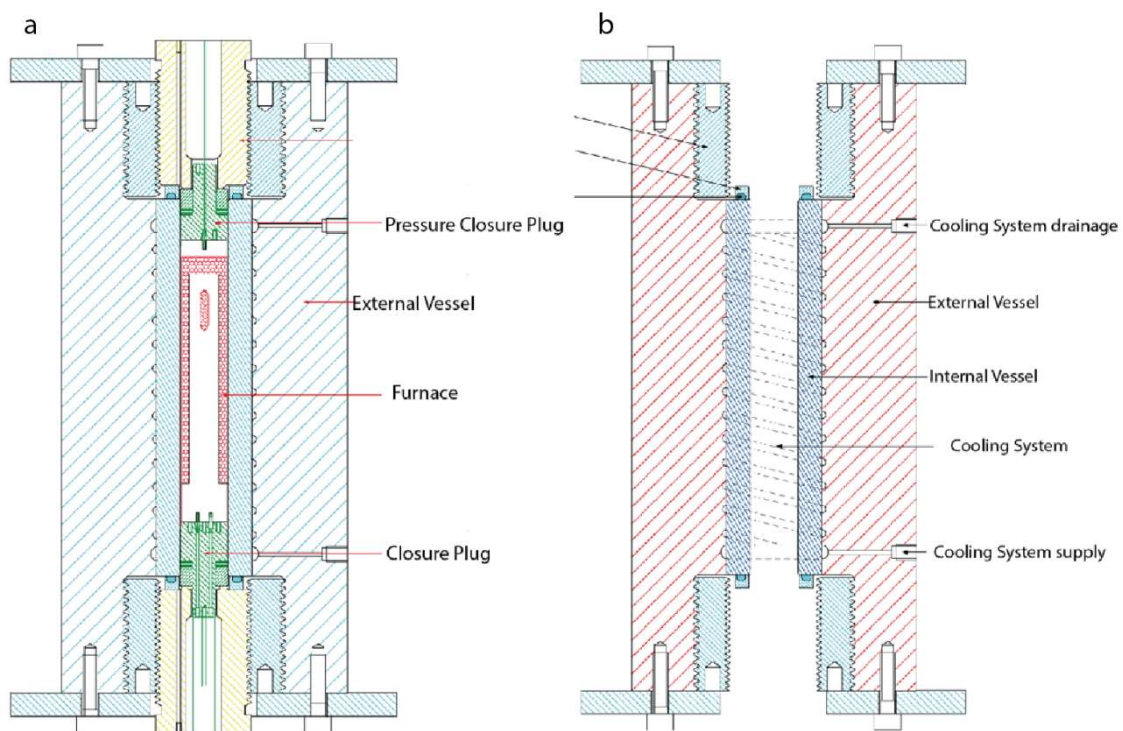 a
b
Pressure Closure Plug
External Vessel
Furnace
Closure Plug
Cooling System drainage
External Vessel
Internal Vessel
Cooling System
Cooling System supply